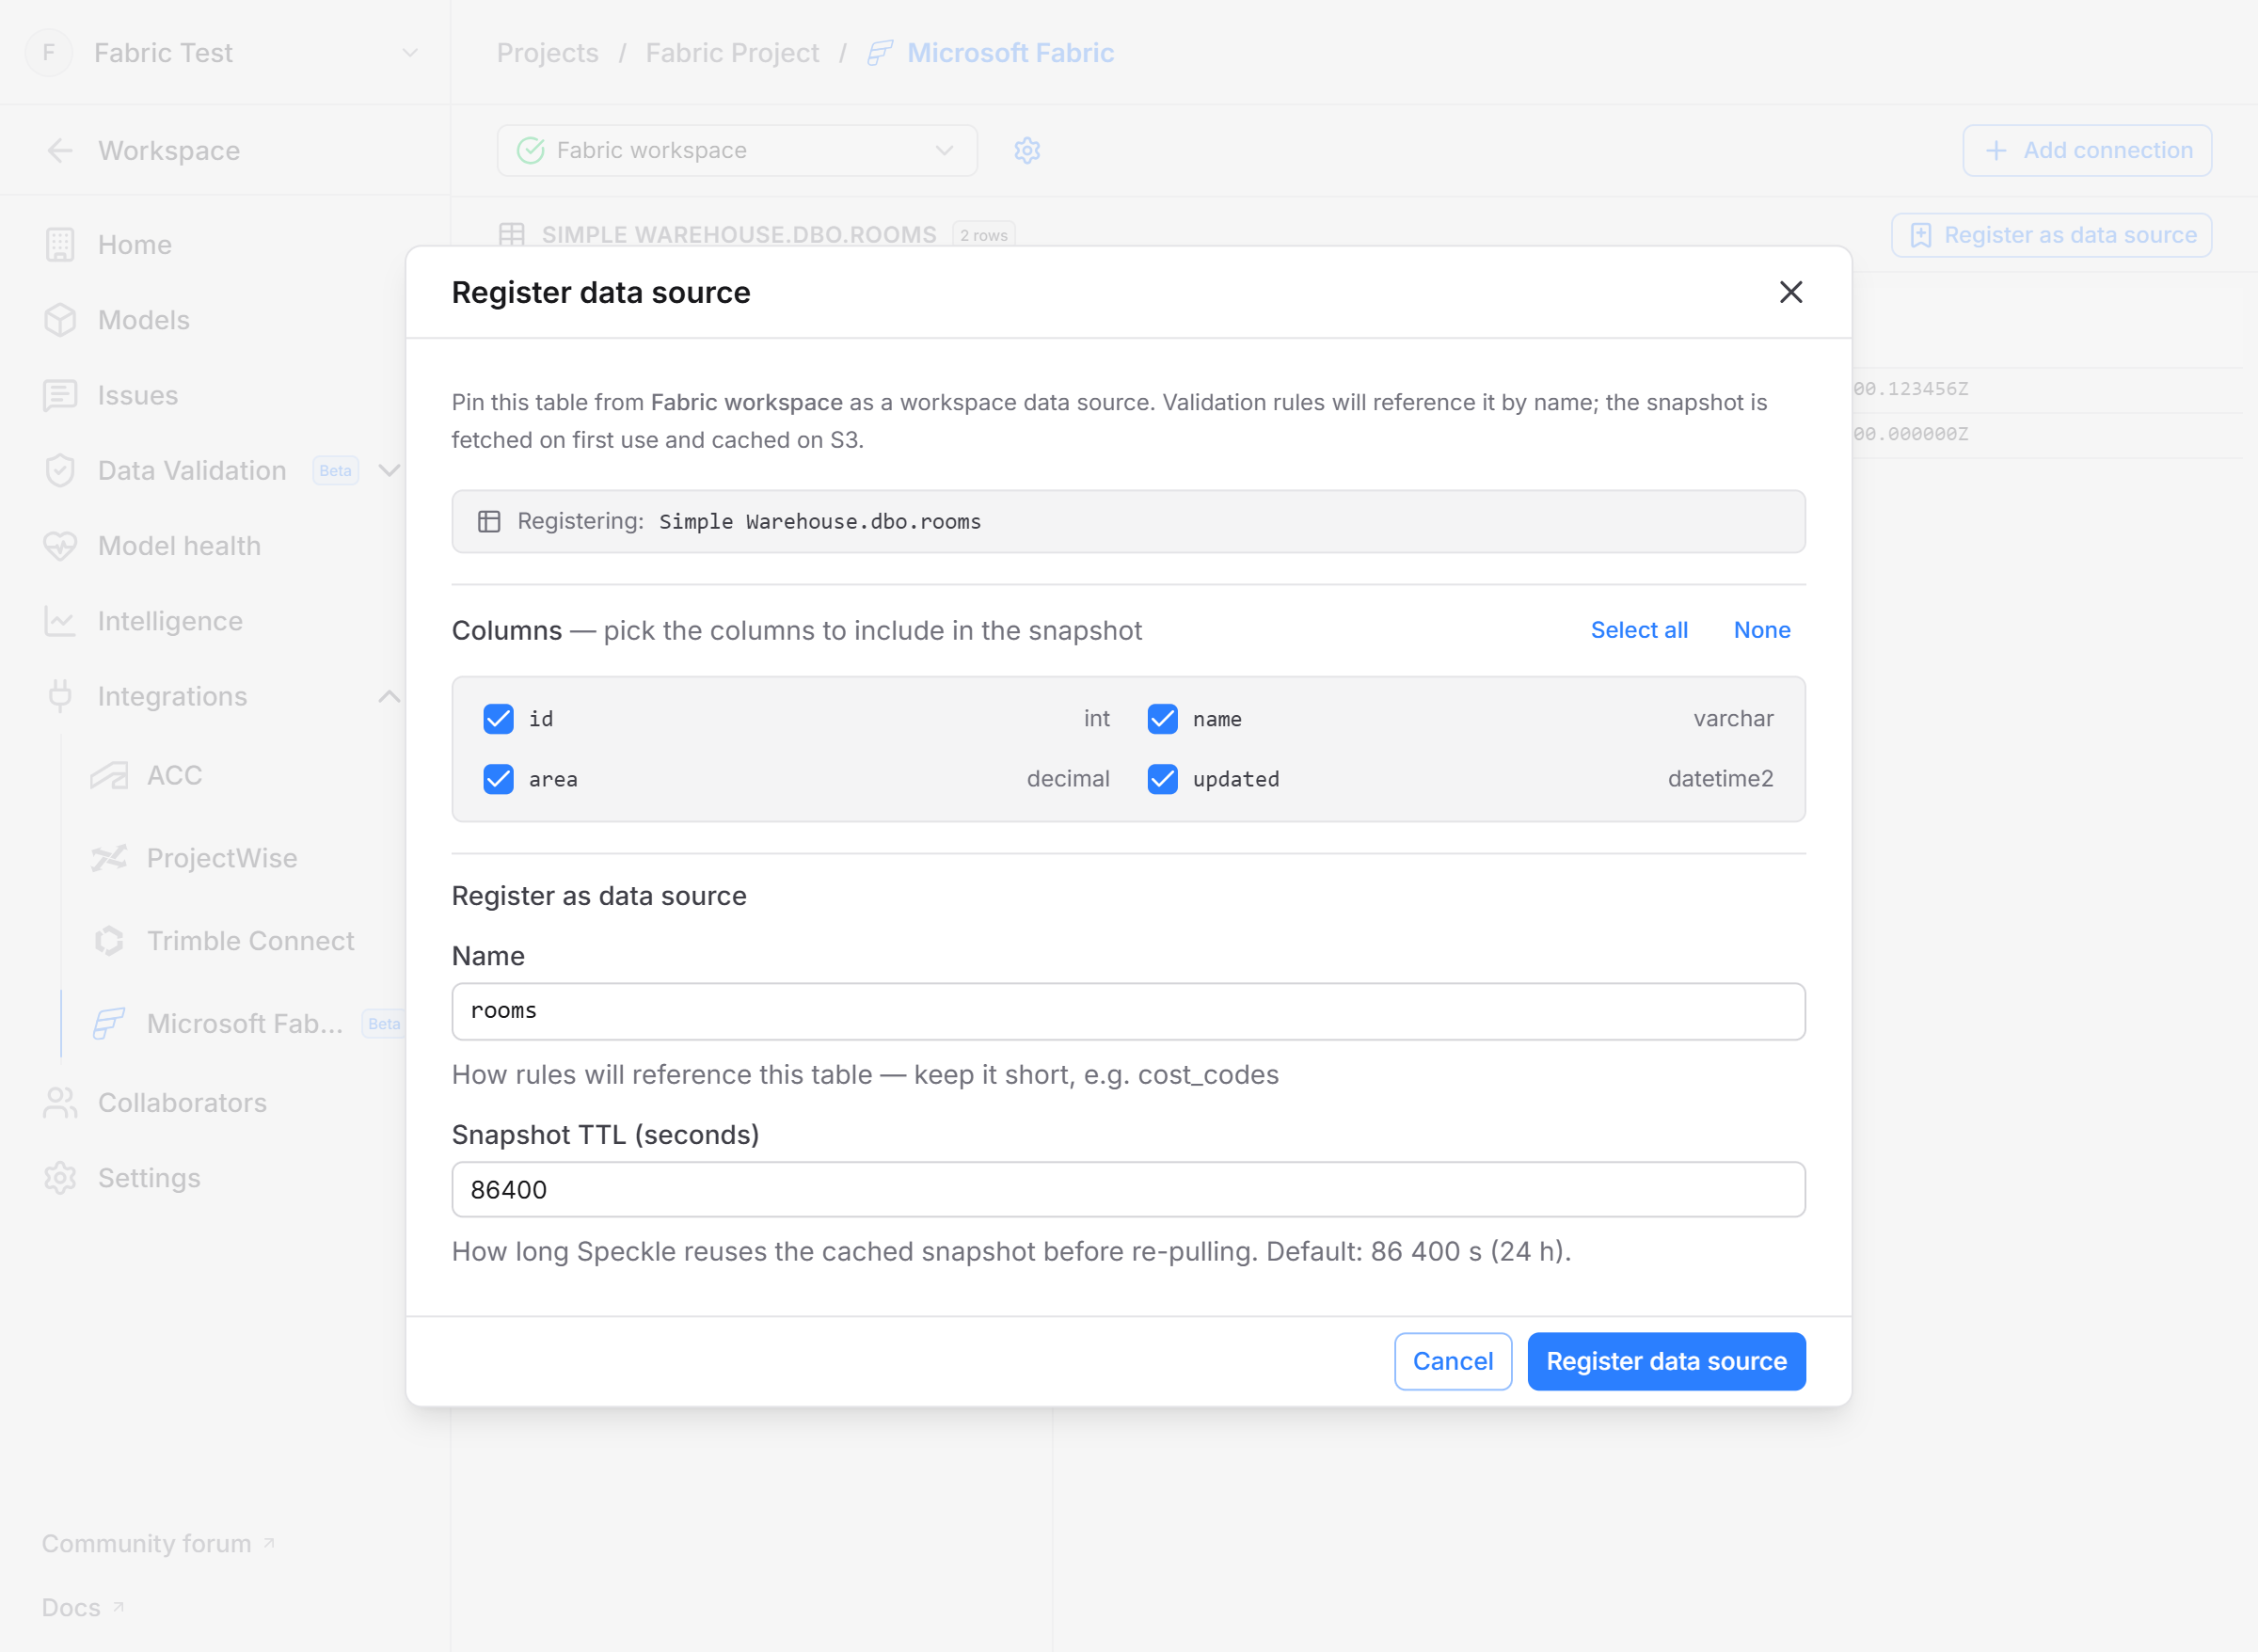 F Fabric Test
Projects / Fabric Project / Microsoft Fabric
Workspace
Fabric workspace
Add connection
Home
SIMPLE WAREHOUSE.DBO.ROOMS 2 rows
Register as data source
Models
Issues
Data Validation Beta
Model health
Intelligence
Integrations
ACC
ProjectWise
Trimble Connect
Microsoft Fab... Beta
Collaborators
Settings
Community forum
Docs
00.123456Z
00.000000Z
Register data source
Pin this table from Fabric workspace as a workspace data source. Validation rules will reference it by name; the snapshot is
fetched on first use and cached on S3.
Registering: Simple Warehouse.dbo.rooms
Columns — pick the columns to include in the snapshot
Select all None
id int name varchar
area decimal updated datetime2
Register as data source
Name
rooms
How rules will reference this table — keep it short, e.g. cost_codes
Snapshot TTL (seconds)
86400
How long Speckle reuses the cached snapshot before re-pulling. Default: 86 400 s (24 h).
Cancel Register data source